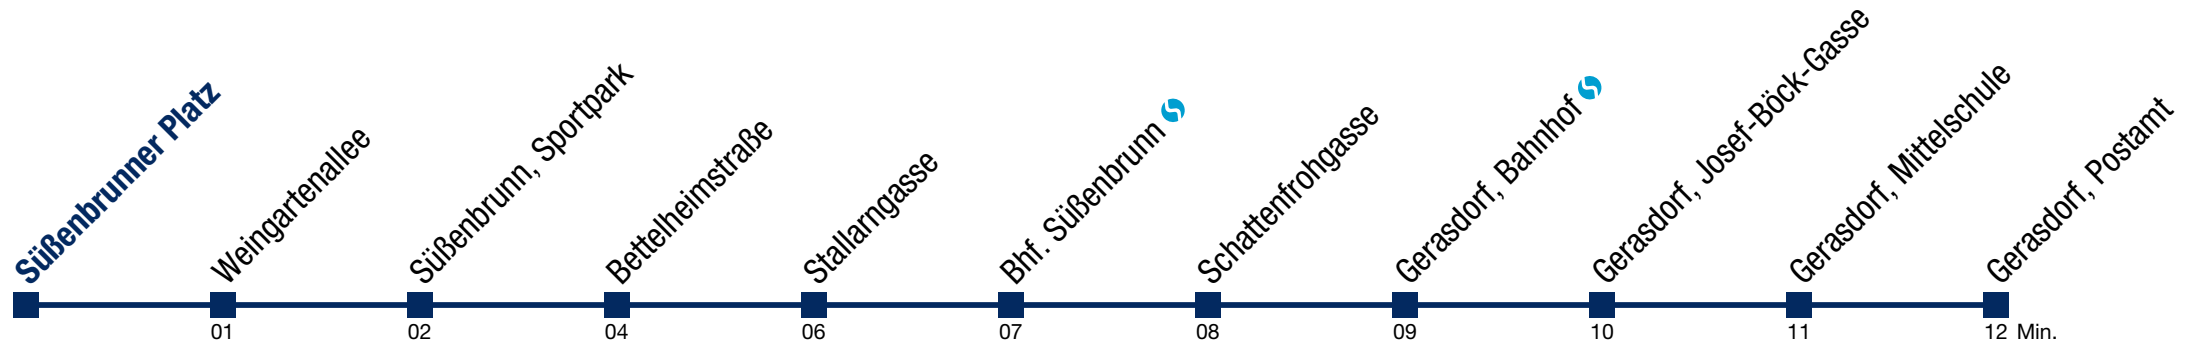 Süßenbrunner Platz
Weingartenallee
Süßenbrunn, Sportpark
Bettelheimstraße
Stallarngasse
Bhf. Süßenbrunn
Schattenfrohgasse
Gerasdorf, Bahnhof
Gerasdorf, Josef-Böck-Gasse
Gerasdorf, Mittelschule
Gerasdorf, Postamt
01 02 04 06 07 08 09 10 11 12 Min.